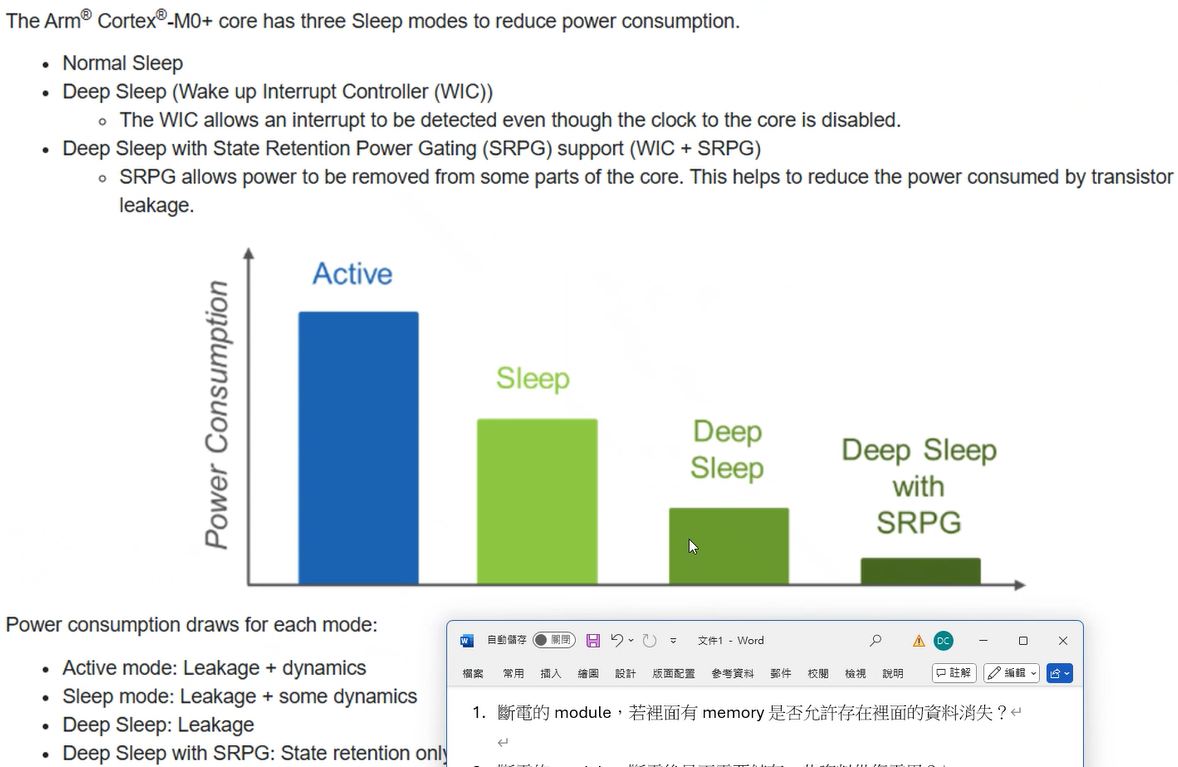 The Arm® Cortex®-M0+ core has three Sleep modes to reduce power consumption.
• Normal Sleep
• Deep Sleep (Wake up Interrupt Controller (WIC))
◦ The WIC allows an interrupt to be detected even though the clock to the core is disabled.
• Deep Sleep with State Retention Power Gating (SRPG) support (WIC + SRPG)
◦ SRPG allows power to be removed from some parts of the core. This helps to reduce the power consumed by transistor
leakage.
Power Consumption
Active
Sleep
Deep
Sleep
Deep Sleep
with
SRPG
Power consumption draws for each mode:
• Active mode: Leakage + dynamics
• Sleep mode: Leakage + some dynamics
• Deep Sleep: Leakage
• Deep Sleep with SRPG: State retention only
自動儲存 關閉 文件1 - Word DC
檔案 常用 插入 繪圖 設計 版面配置 參考資料 郵件 校閱 檢視 說明 註解 編輯
1. 斷電的 module，若裡面有 memory 是否允許存在裡面的資料消失？